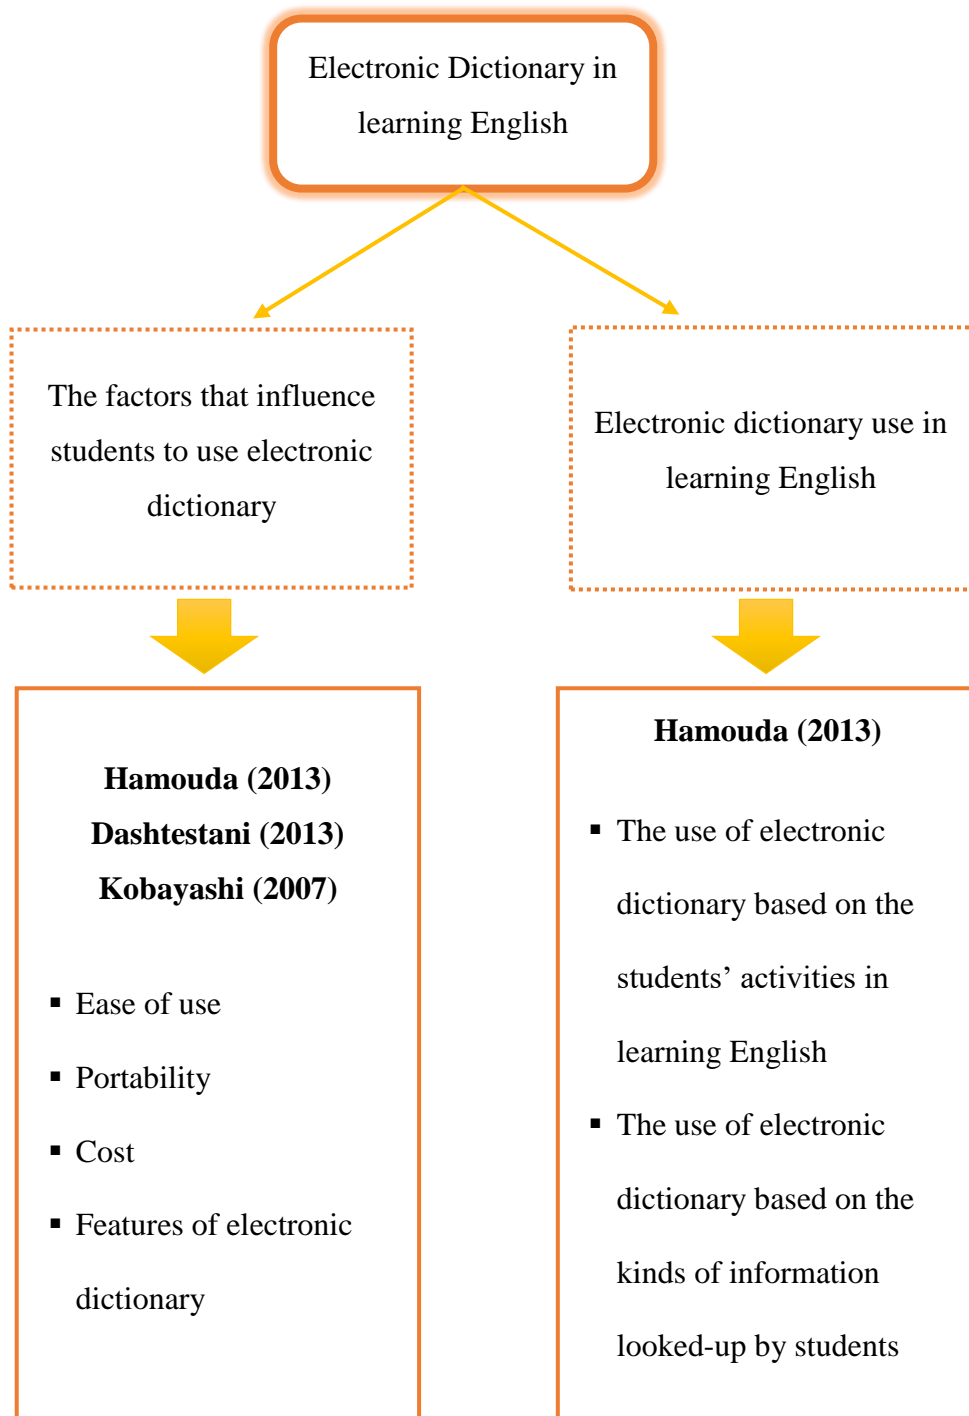 Electronic Dictionary in
learning English
The factors that influence
students to use electronic
dictionary
Electronic dictionary use in
learning English
Hamouda (2013)
Dashtestani (2013)
Kobayashi (2007)
▪ Ease of use
▪ Portability
▪ Cost
▪ Features of electronic
dictionary
Hamouda (2013)
▪ The use of electronic
dictionary based on the
students’ activities in
learning English
▪ The use of electronic
dictionary based on the
kinds of information
looked-up by students